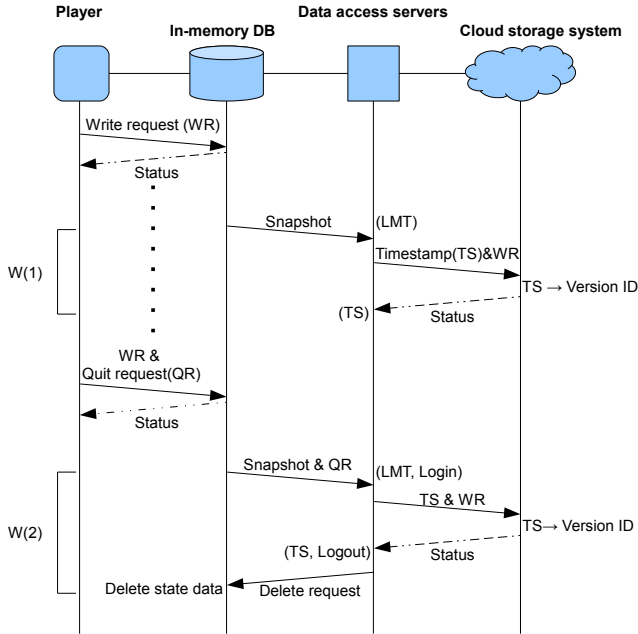 Player
In-memory DB
Data access servers
Cloud storage system
Write request (WR)
Status
Snapshot
(LMT)
Timestamp(TS)&WR
W(1)
TS → Version ID
(TS)
Status
WR &
Quit request(QR)
Status
Snapshot & QR
(LMT, Login)
TS & WR
W(2)
TS→ Version ID
(TS, Logout)
Status
Delete state data
Delete request